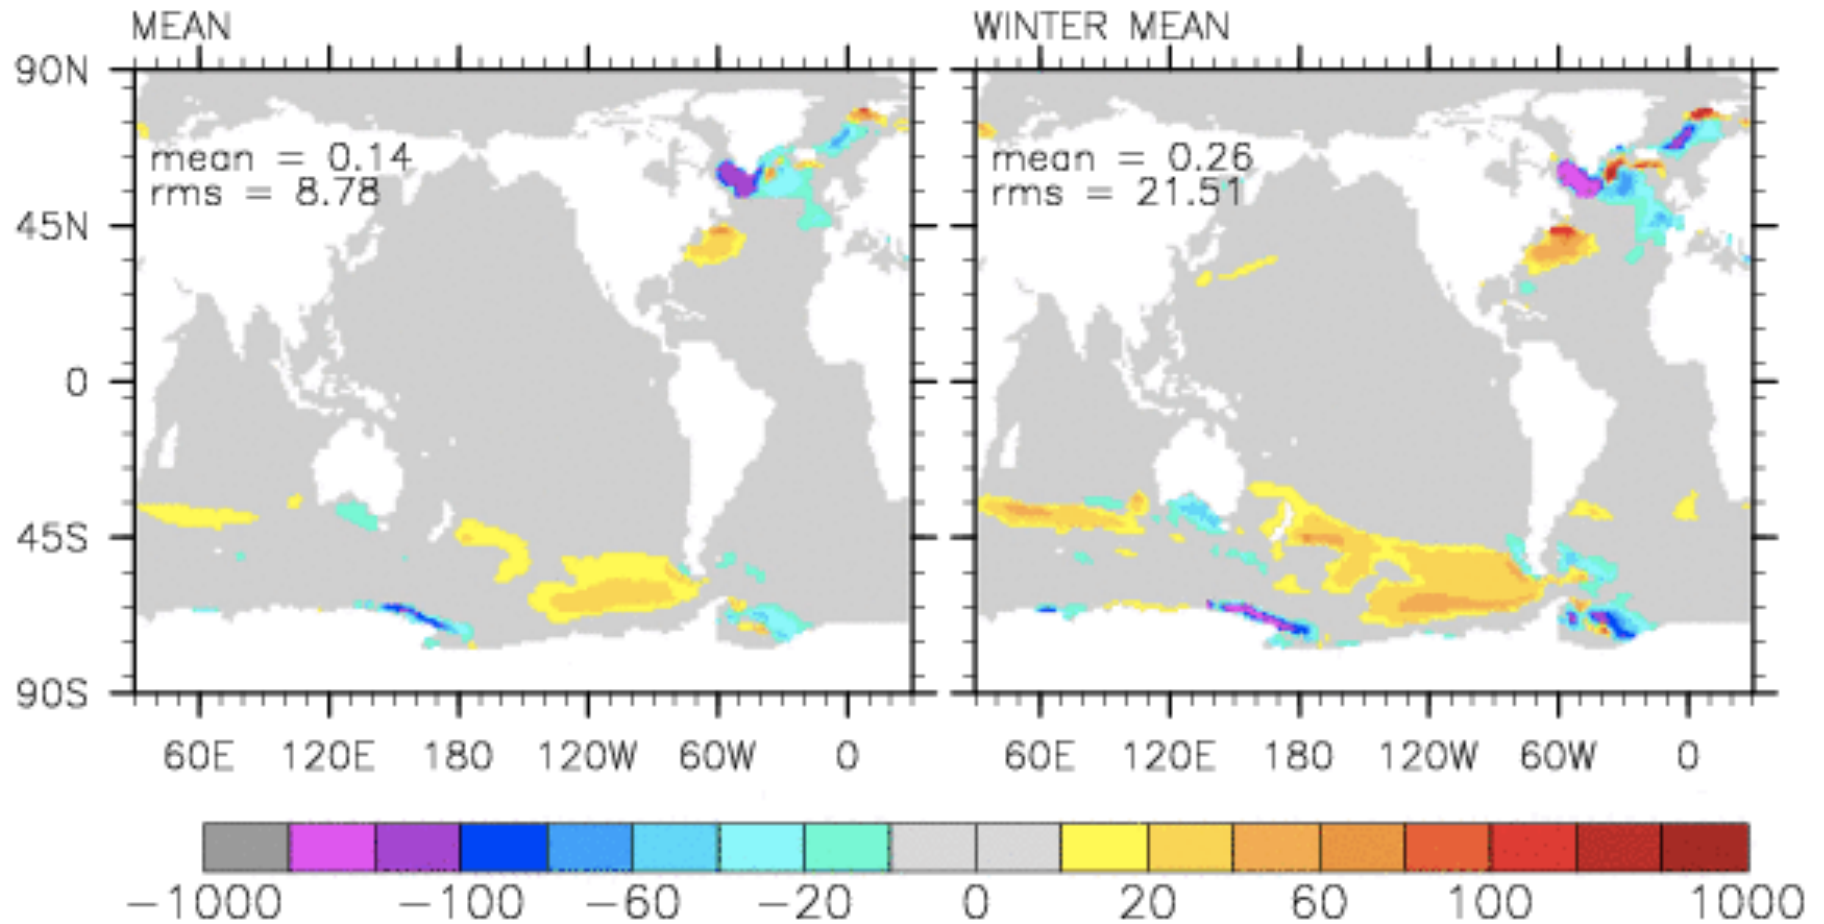 MEAN WINTER MEAN
90N
mean = 0.14 mean = 0.26
rms = 8.78 rms = 21.51
45N
0
45S
90S
60E 120E 180 120W 60W 0 60E 120E 180 120W 60W 0
−1000 −100 −60 −20 0 20 60 100 1000